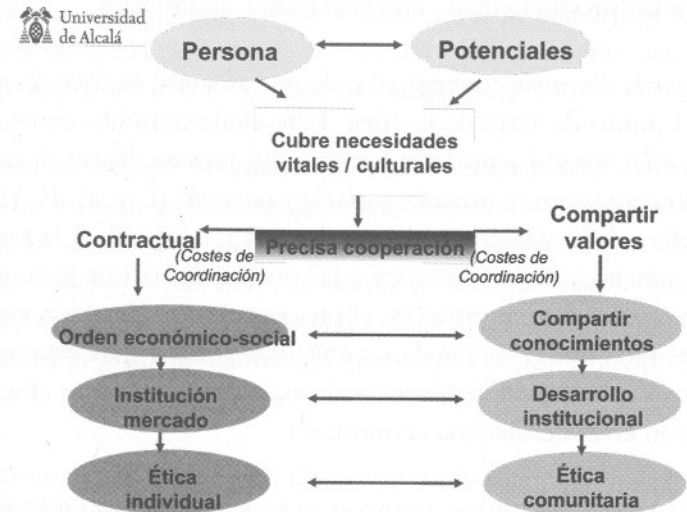 Universidad
de Alcalá
Persona
Potenciales
Cubre necesidades
vitales / culturales
Contractual
(Costes de
Coordinación)
Precisa cooperación
(Costes de
Coordinación)
Compartir
valores
Orden económico-social
Compartir
conocimientos
Institución
mercado
Desarrollo
institucional
Ética
individual
Ética
comunitaria